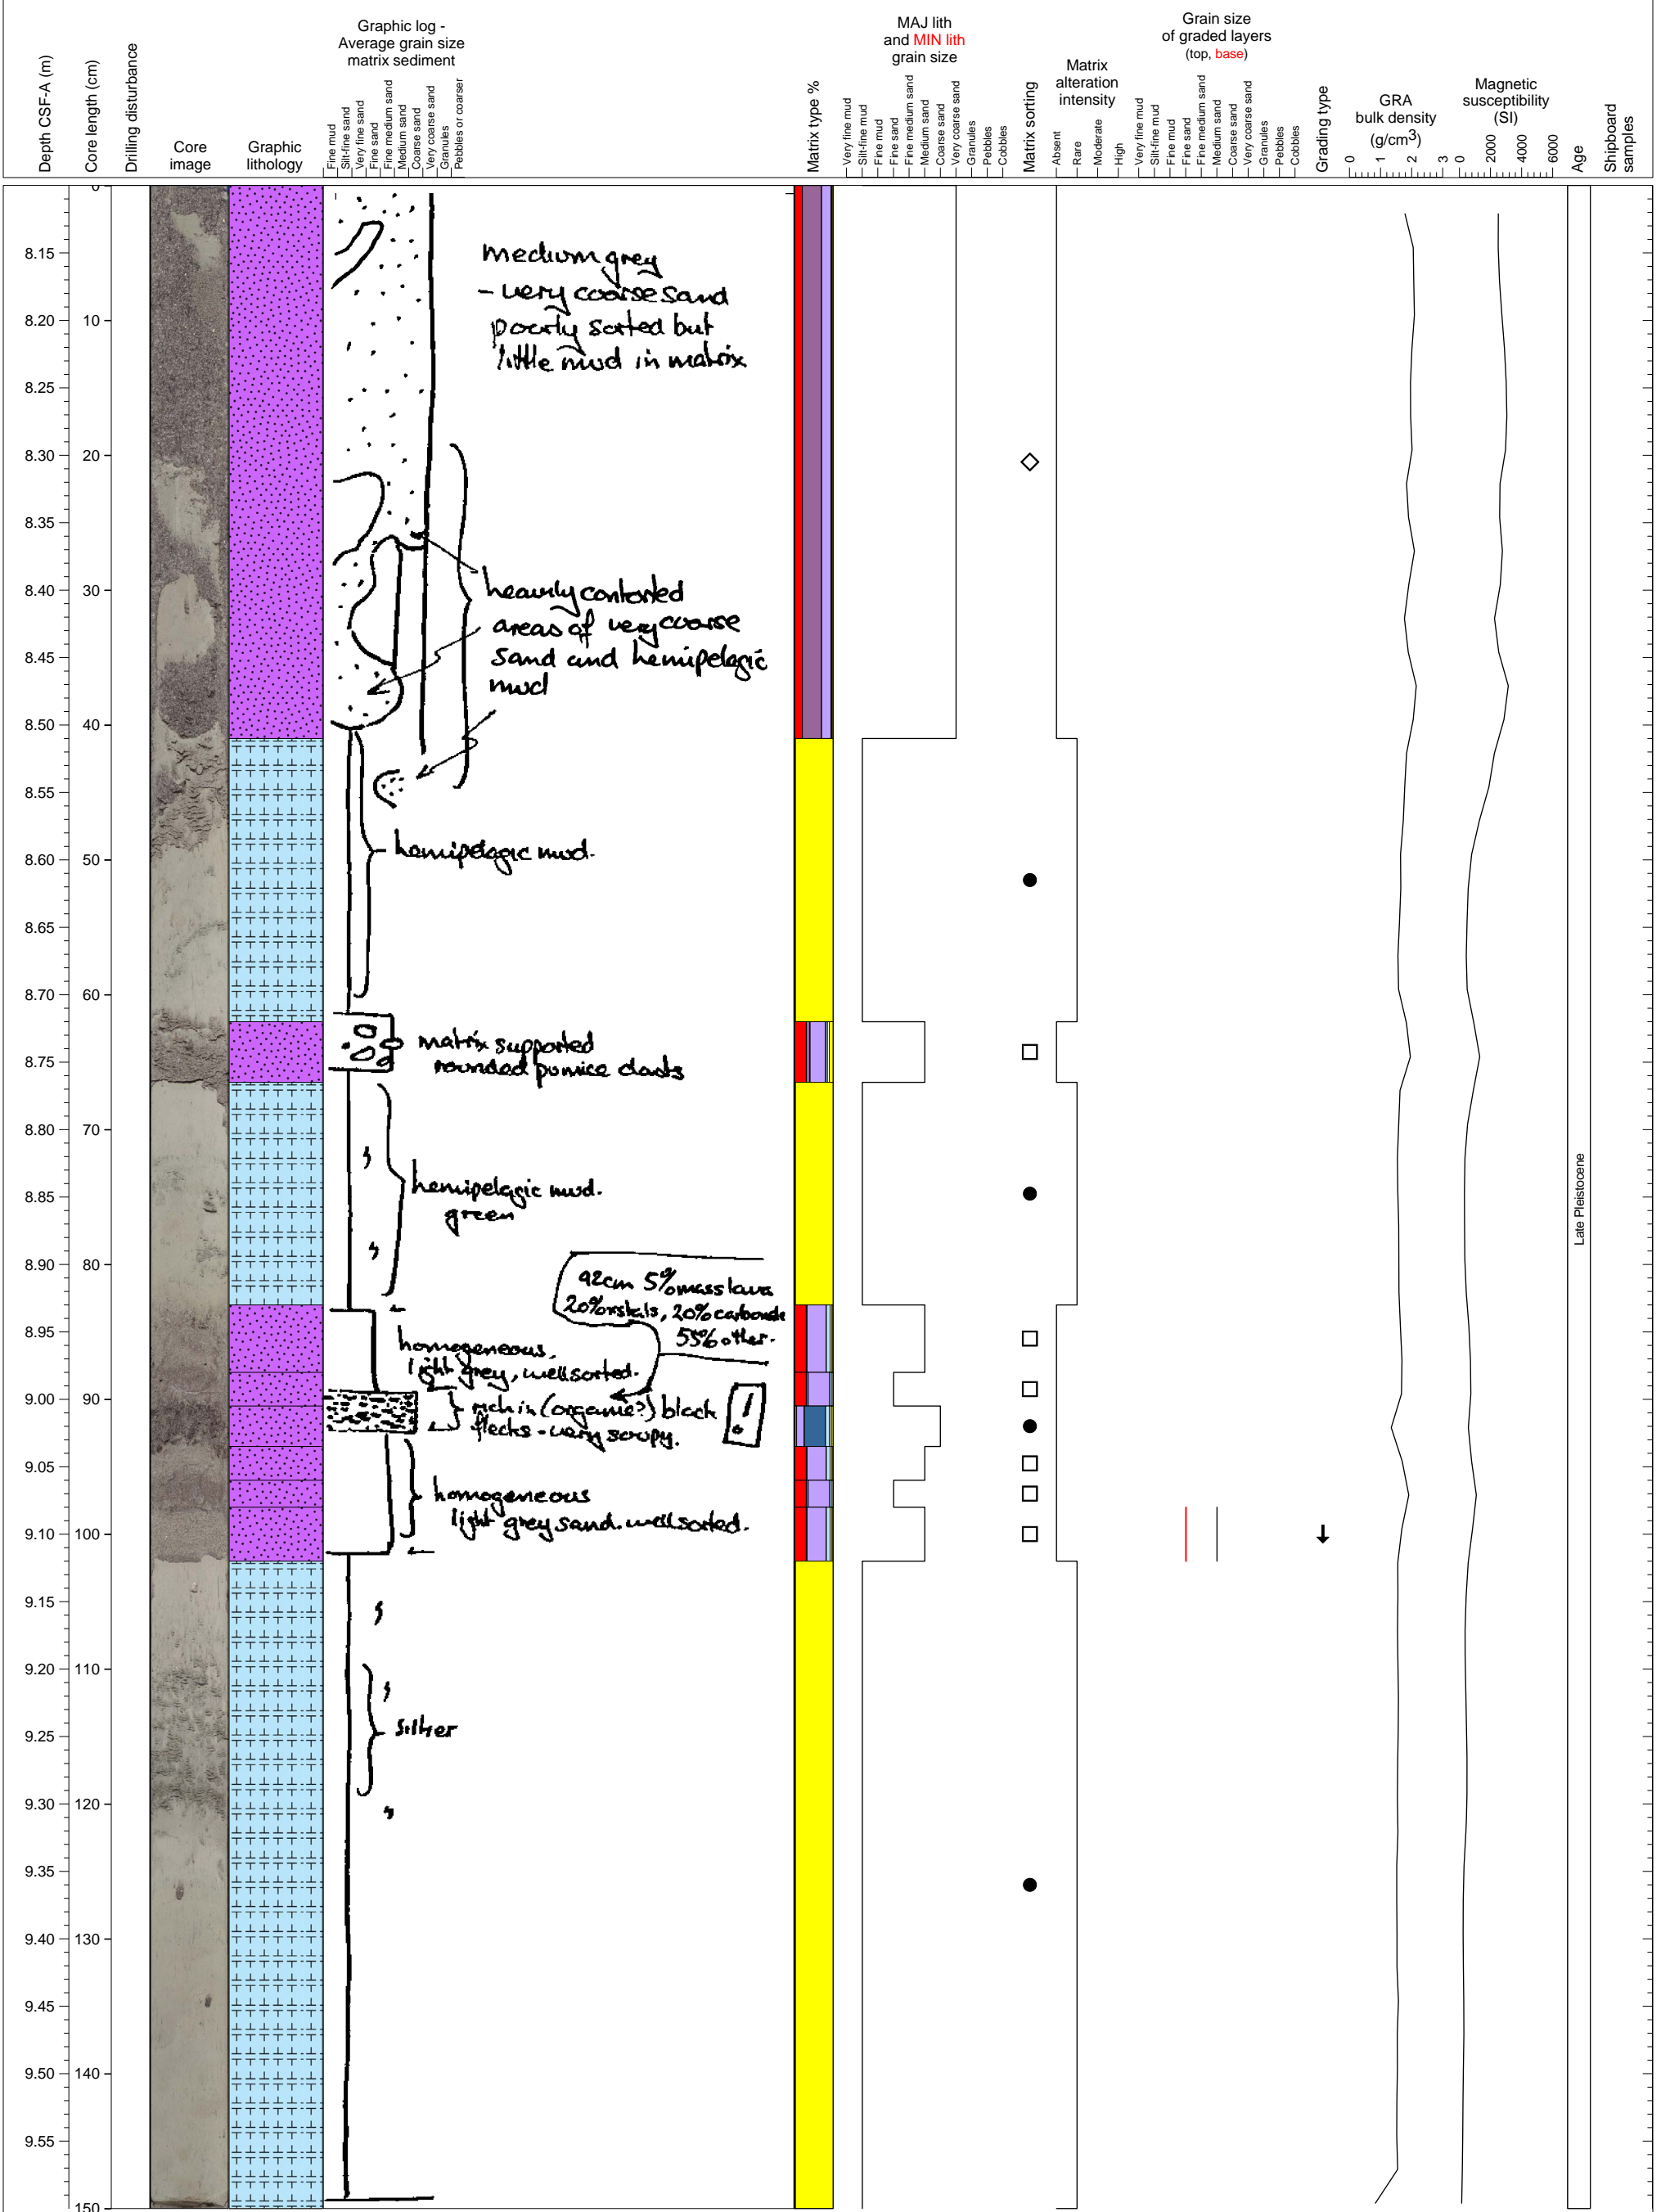 Depth CSF-A (m)
Core length (cm)
Drilling disturbance
Core
image
Graphic
lithology
Graphic log -
Average grain size
matrix sediment
Fine mud
Silt-fine sand
Very fine sand
Fine sand
Fine medium sand
Medium sand
Coarse sand
Very coarse sand
Granules
Pebbles or coarser
Matrix type %
MAJ lith
and MIN lith
grain size
Very fine mud
Silt-fine mud
Fine mud
Fine sand
Fine medium sand
Medium sand
Coarse sand
Very coarse sand
Granules
Pebbles
Cobbles
Matrix sorting
Matrix
alteration
intensity
Absent
Rare
Moderate
High
Grain size
of graded layers
(top, base)
Very fine mud
Silt-fine mud
Fine mud
Fine sand
Fine medium sand
Medium sand
Coarse sand
Very coarse sand
Granules
Pebbles
Cobbles
Grading type
GRA
bulk density
(g/cm3)
0 1 2 3
Magnetic
susceptibility
(SI)
0 2000 4000 6000
Age
Shipboard
samples
0
8.15
8.20
10
8.25
8.30
20
8.35
8.40
30
8.45
8.50
40
8.55
8.60
50
8.65
8.70
60
8.75
8.80
70
8.85
8.90
80
8.95
9.00
90
9.05
9.10
100
9.15
9.20
110
9.25
9.30
120
9.35
9.40
130
9.45
9.50
140
9.55
150
medium grey
- very coarse sand
poorly sorted but
little mud in matrix
heavily contorted
areas of very coarse
sand and hemipelagic
mud
hemipelagic mud.
matrix supported
rounded pumice clasts
hemipelagic mud.
green
92cm 5% mass lava
20% xstals, 20% carbonate
55% other.
homogeneous,
light grey, well sorted.
rich in (organic?) black
flecks - very soupy.
!
homogeneous
light grey sand. well sorted.
siltier
Late Pleistocene